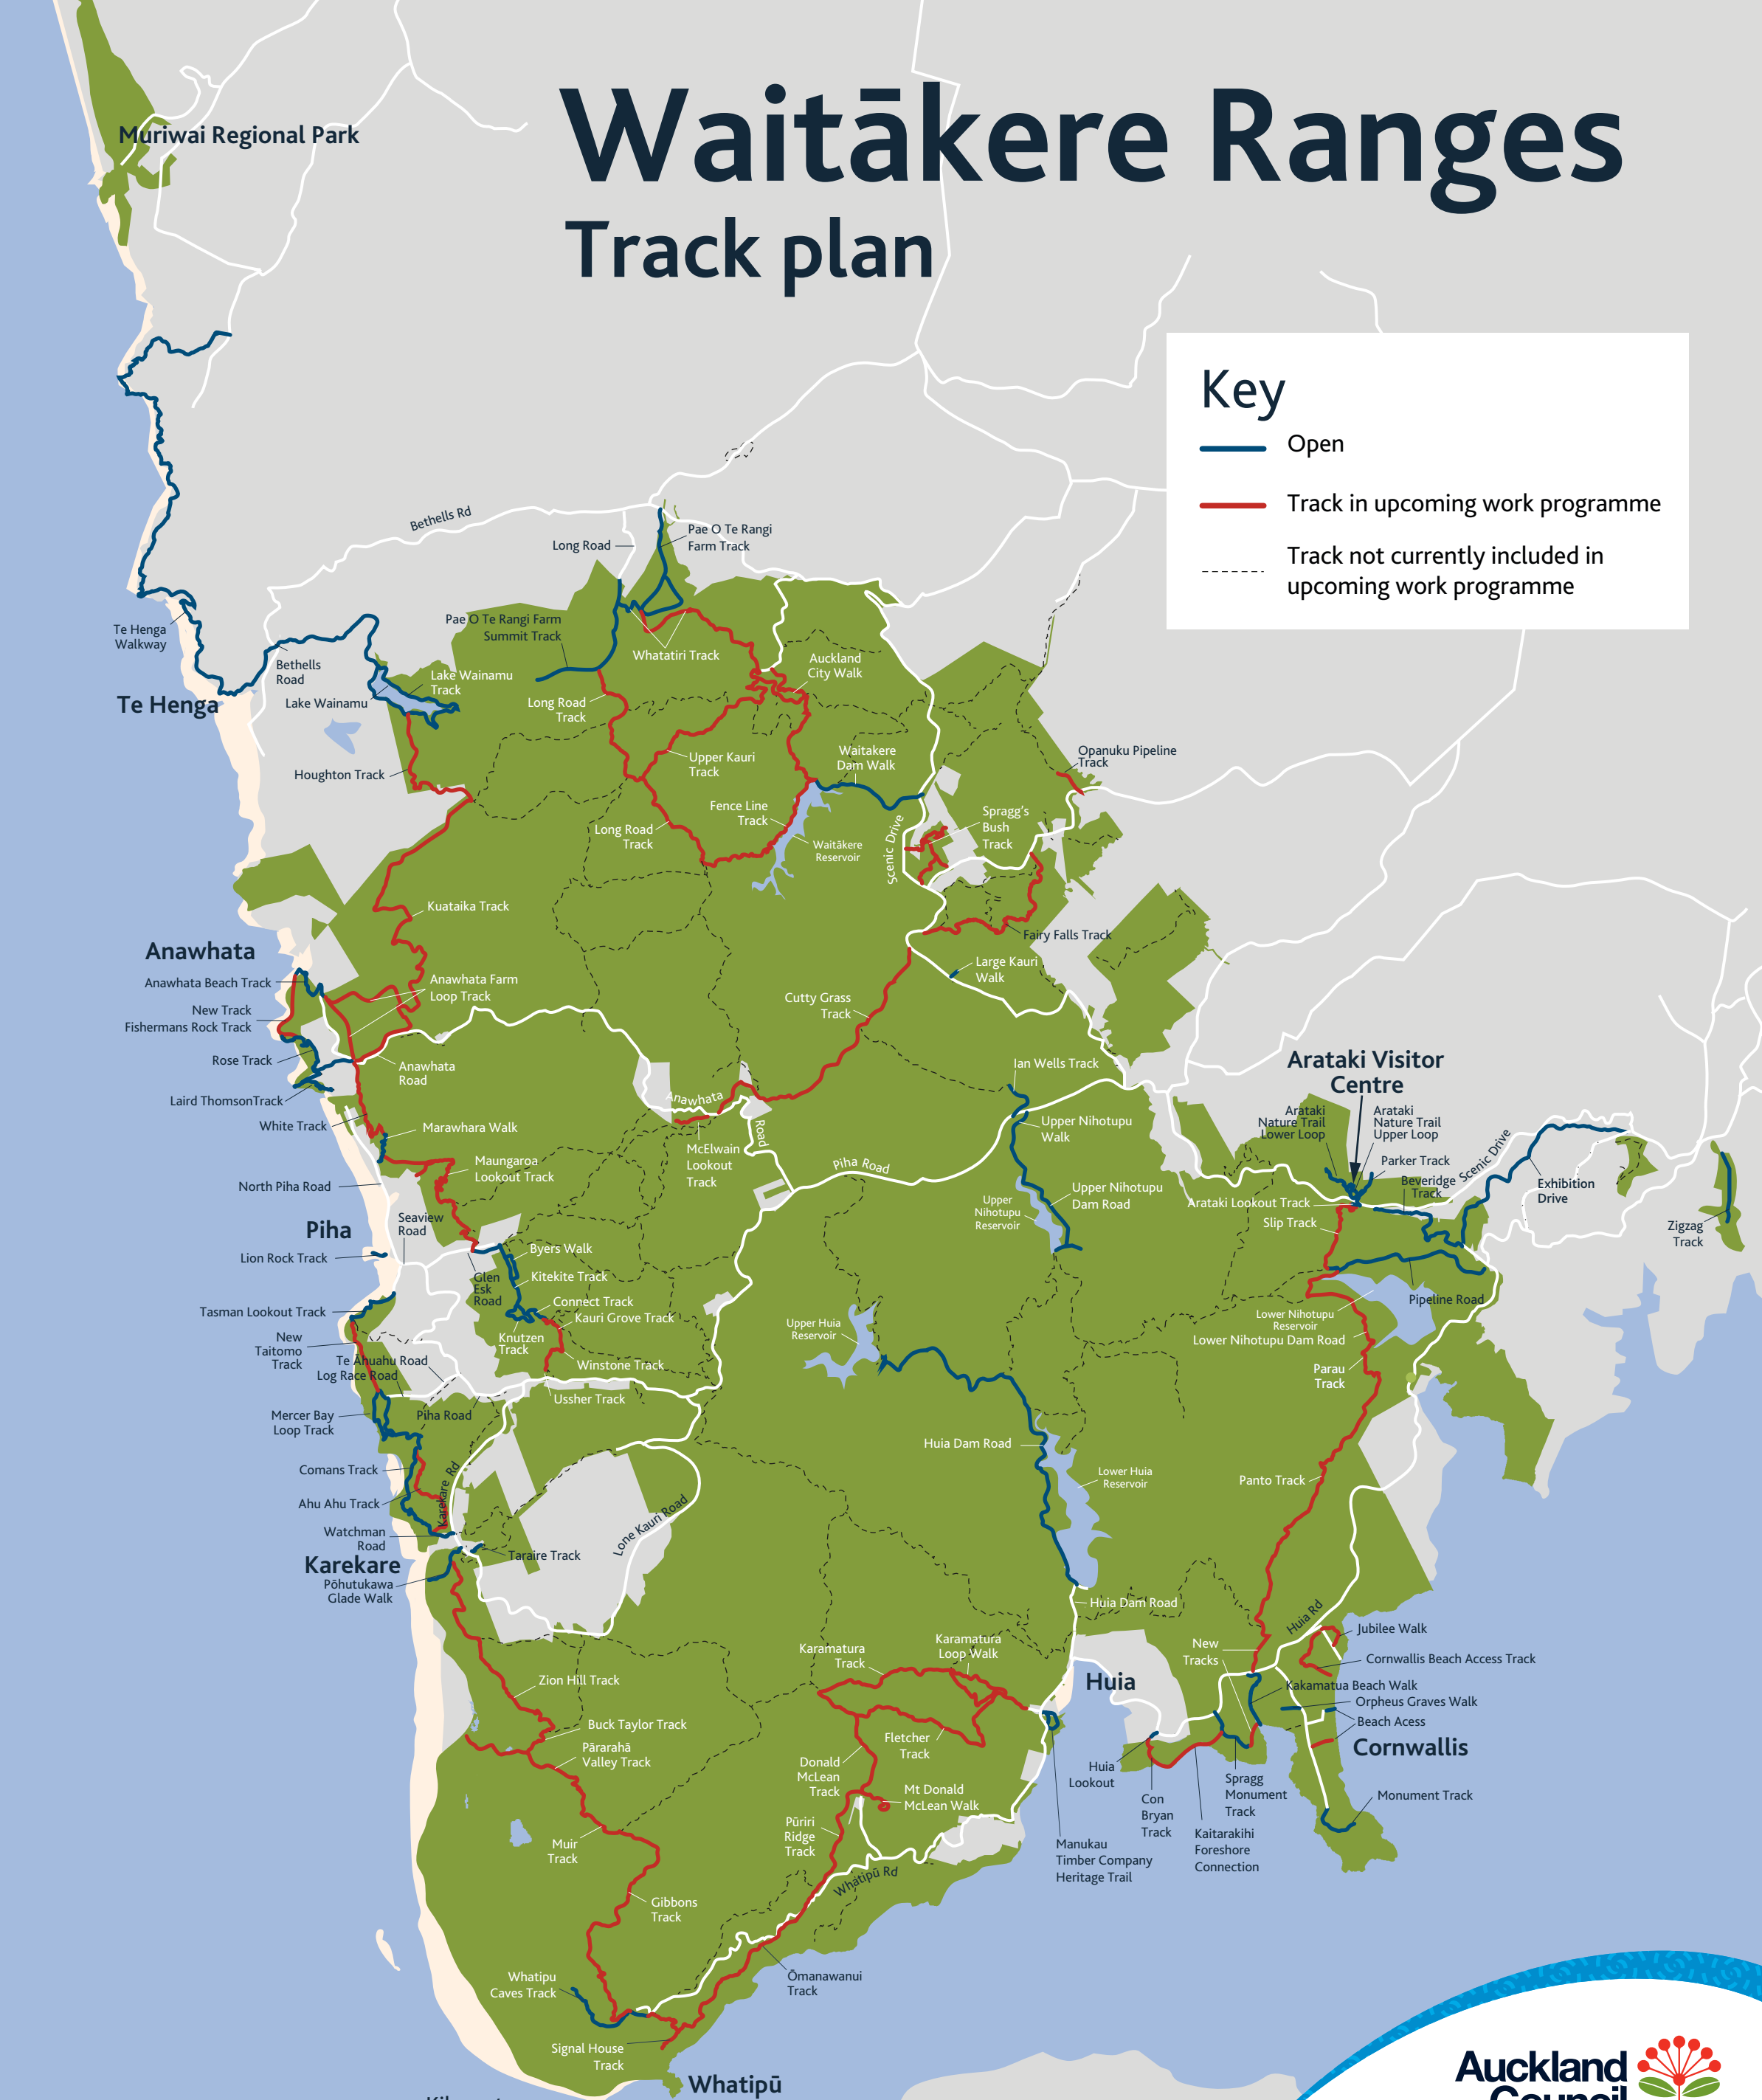 Waitākere Ranges
Track plan
Muriwai Regional Park
Key
Open
Track in upcoming work programme
Track not currently included in
upcoming work programme
Bethells Rd
Long Road
Pae O Te Rangi
Farm Track
Pae O Te Rangi Farm
Summit Track
Te Henga
Walkway
Bethells
Road
Te Henga
Lake Wainamu
Lake Wainamu
Track
Whatatiri Track
Auckland
City Walk
Long Road
Track
Houghton Track
Upper Kauri
Track
Waitakere
Dam Walk
Opanuku Pipeline
Track
Fence Line
Track
Long Road
Track
Waitākere
Reservoir
Scenic Drive
Spragg's
Bush
Track
Kuataika Track
Fairy Falls Track
Anawhata
Anawhata Beach Track
Anawhata Farm
Loop Track
Large Kauri
Walk
New Track
Fishermans Rock Track
Cutty Grass
Track
Rose Track
Anawhata
Road
Laird ThomsonTrack
White Track
Marawhara Walk
Anawhata
Road
McElwain
Lookout
Track
Ian Wells Track
Upper Nihotupu
Walk
Arataki Visitor
Centre
Arataki
Nature Trail
Lower Loop
Arataki
Nature Trail
Upper Loop
Parker Track
Beveridge
Track
Scenic Drive
Exhibition
Drive
Zigzag
Track
Maungaroa
Lookout Track
North Piha Road
Piha Road
Upper
Nihotupu
Reservoir
Upper Nihotupu
Dam Road
Arataki Lookout Track
Slip Track
Piha
Seaview
Road
Lion Rock Track
Byers Walk
Glen
Esk
Road
Kitekite Track
Connect Track
Kauri Grove Track
Knutzen
Track
Winstone Track
Ussher Track
Tasman Lookout Track
New
Taitomo
Track
Te Āhuahu Road
Log Race Road
Mercer Bay
Loop Track
Piha Road
Upper Huia
Reservoir
Pipeline Road
Lower Nihotupu
Reservoir
Lower Nihotupu Dam Road
Parau
Track
Huia Dam Road
Lower Huia
Reservoir
Panto Track
Comans Track
Karekare Rd
Ahu Ahu Track
Watchman
Road
Lone Kauri Road
Karekare
Taraire Track
Pōhutukawa
Glade Walk
Huia Dam Road
Huia Rd
Jubilee Walk
Cornwallis Beach Access Track
New
Tracks
Karamatura
Track
Karamatura
Loop Walk
Huia
Kakamatua Beach Walk
Orpheus Graves Walk
Beach Acess
Cornwallis
Zion Hill Track
Buck Taylor Track
Pārarahā
Valley Track
Fletcher
Track
Donald
McLean
Track
Mt Donald
McLean Walk
Huia
Lookout
Con
Bryan
Track
Spragg
Monument
Track
Monument Track
Kaitarakihi
Foreshore
Connection
Manukau
Timber Company
Heritage Trail
Pūriri
Ridge
Track
Muir
Track
Whatipū Rd
Gibbons
Track
Ōmanawanui
Track
Whatipu
Caves Track
Signal House
Track
Whatipū
Auckland
Council